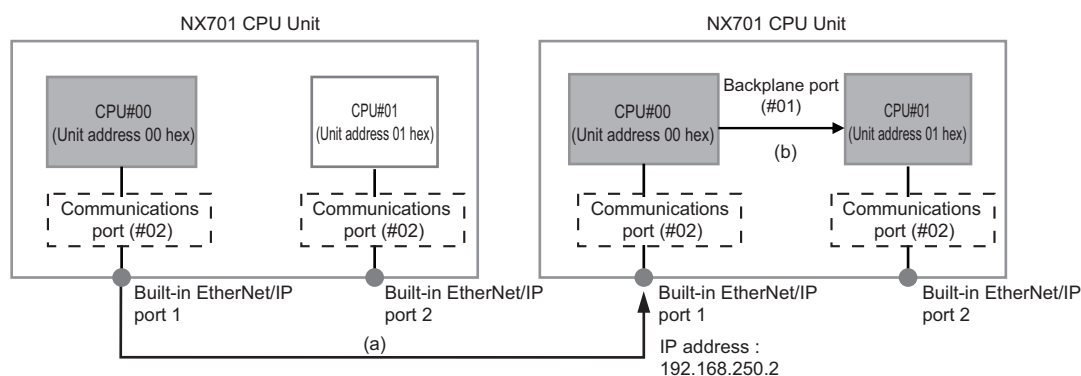 NX701 CPU Unit
NX701 CPU Unit
CPU#00
(Unit address 00 hex)
CPU#01
(Unit address 01 hex)
CPU#00
(Unit address 00 hex)
Backplane port
(#01)
(b)
CPU#01
(Unit address 01 hex)
Communications
port (#02)
Communications
port (#02)
Communications
port (#02)
Communications
port (#02)
Built-in EtherNet/IP
port 1
Built-in EtherNet/IP
port 2
Built-in EtherNet/IP
port 1
Built-in EtherNet/IP
port 2
(a)
IP address :
192.168.250.2